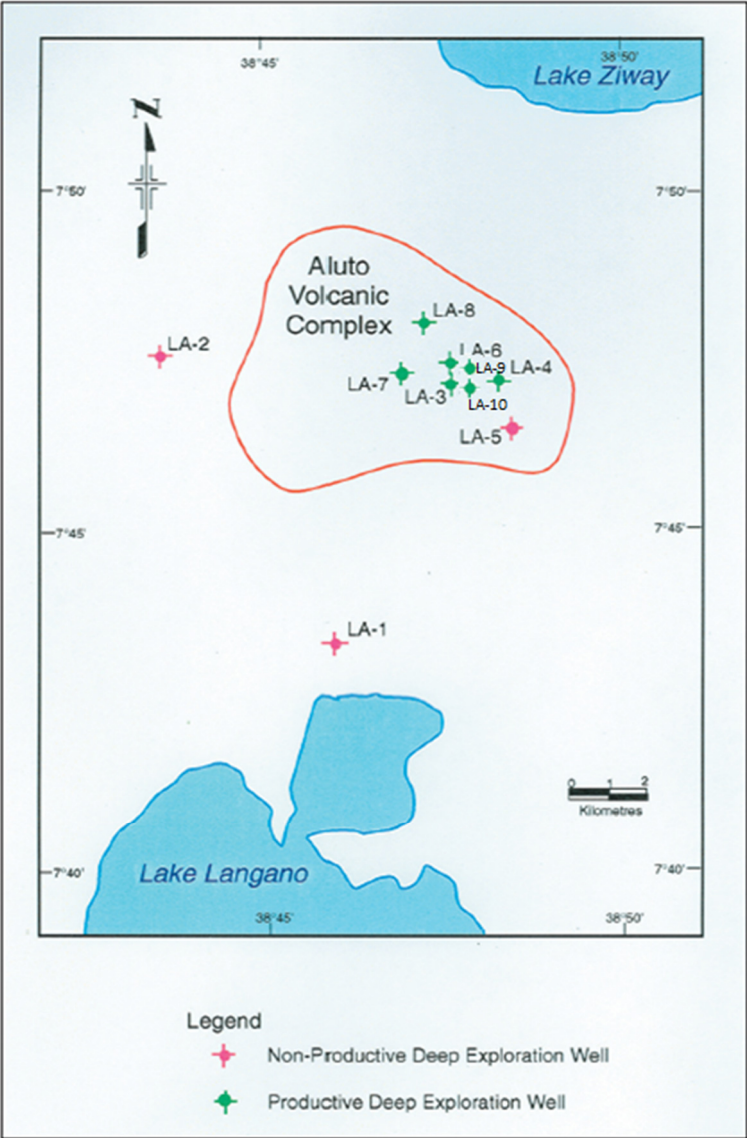 38°45'
38°50'
Lake Ziway
N
7°50'
7°50'
Aluto
Volcanic
Complex
LA-8
LA-2
LA-6
LA-9
LA-4
LA-7
LA-3
LA-10
LA-5
7°45'
7°45'
LA-1
0 1 2
Kilometres
7°40'
7°40'
Lake Langano
38°45'
38°50'
Legend
Non-Productive Deep Exploration Well
Productive Deep Exploration Well